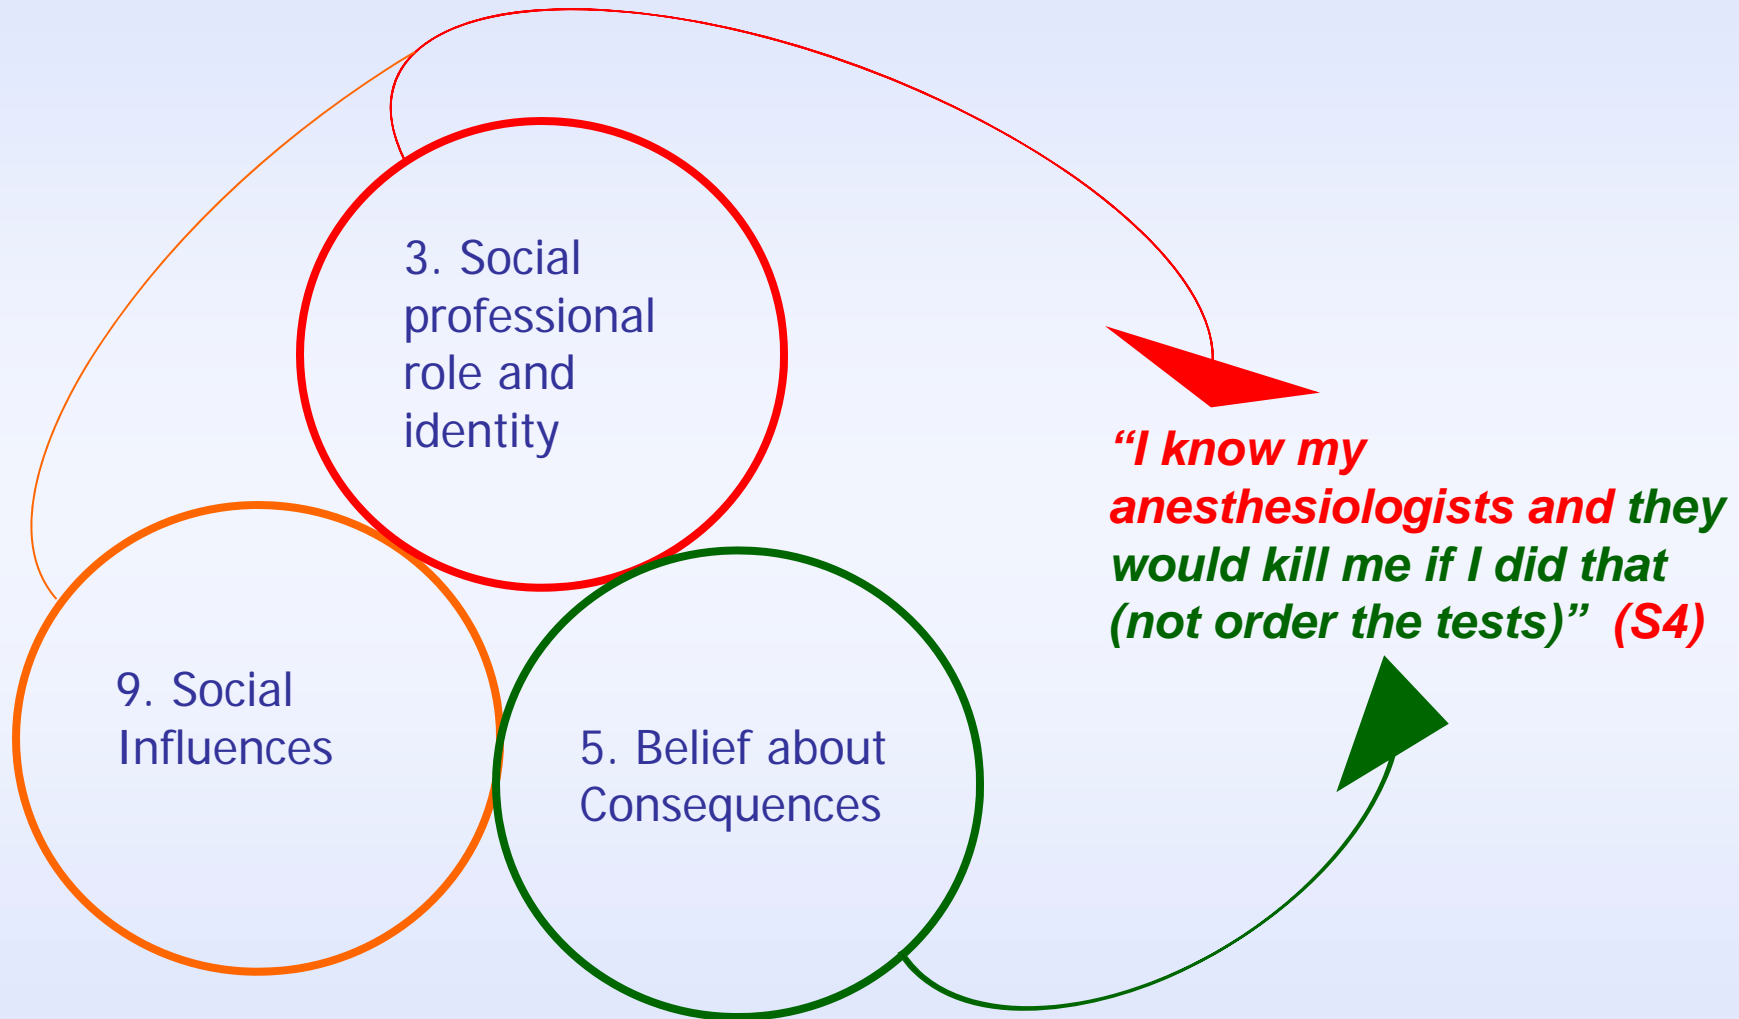 3. Social
professional
role and
identity
“I know my
anesthesiologists and they
would kill me if I did that
(not order the tests)” (S4)
9. Social
Influences
5. Belief about
Consequences